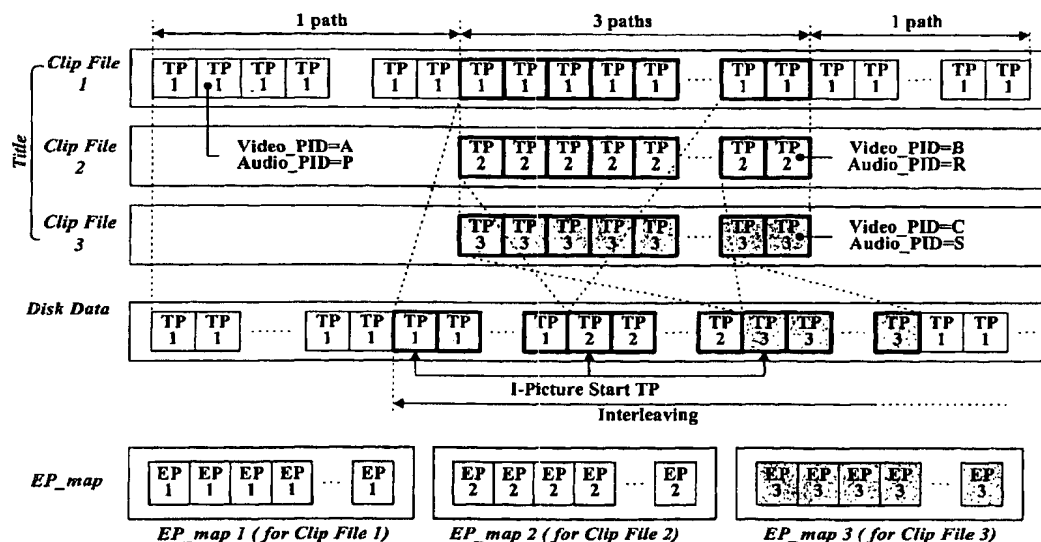 1 path 3 paths 1 path
Clip File 1
TP 1 TP 1 TP 1 TP 1 TP 1 TP 1 TP 1 TP 1 TP 1 TP 1 TP 1 ····· TP 1 TP 1 TP 1 TP 1 ····· TP 1 TP 1
Title
Video_PID=A
Audio_PID=P
Clip File 2
TP 2 TP 2 TP 2 TP 2 TP 2 ····· TP 2 TP 2
Video_PID=B
Audio_PID=R
Clip File 3
TP 3 TP 3 TP 3 TP 3 TP 3 ····· TP 3 TP 3
Video_PID=C
Audio_PID=S
Disk Data
TP 1 TP 1 ····· TP 1 TP 1 TP 1 TP 1 ····· TP 1 TP 2 TP 2 ····· TP 2 TP 3 TP 3 ····· TP 3 TP 1 TP 1 ····
I-Picture Start TP
Interleaving
EP_map
EP 1 EP 1 EP 1 EP 1 ··· EP 1
EP 2 EP 2 EP 2 EP 2 ··· EP 2
EP 3 EP 3 EP 3 EP 3 ··· EP 3
EP_map 1 ( for Clip File 1) EP_map 2 ( for Clip File 2) EP_map 3 ( for Clip File 3)